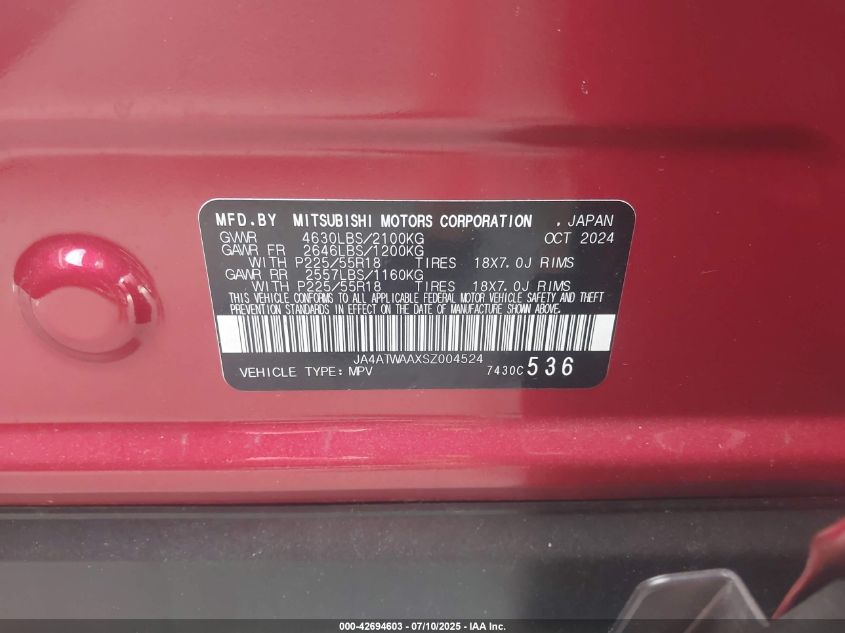 MFD.BY MITSUBISHI MOTORS CORPORATION . JAPAN
GVWR 4630LBS/2100KG OCT 2024
GAWR FR 2646LBS/1200KG
WITH P225/55R18 TIRES 18X7.0J RIMS
GAWR RR 2557LBS/1160KG
WITH P225/55R18 TIRES 18X7.0J RIMS
THIS VEHICLE CONFORMS TO ALL APPLICABLE FEDERAL MOTOR VEHICLE SAFETY AND THEFT
PREVENTION STANDARDS IN EFFECT ON THE DATE OF MANUFACTURE SHOWN ABOVE.
JA4ATWAAXSZ004524
VEHICLE TYPE:MPV 7430C 536
000-42694603 - 07/10/2025 - IAA Inc.